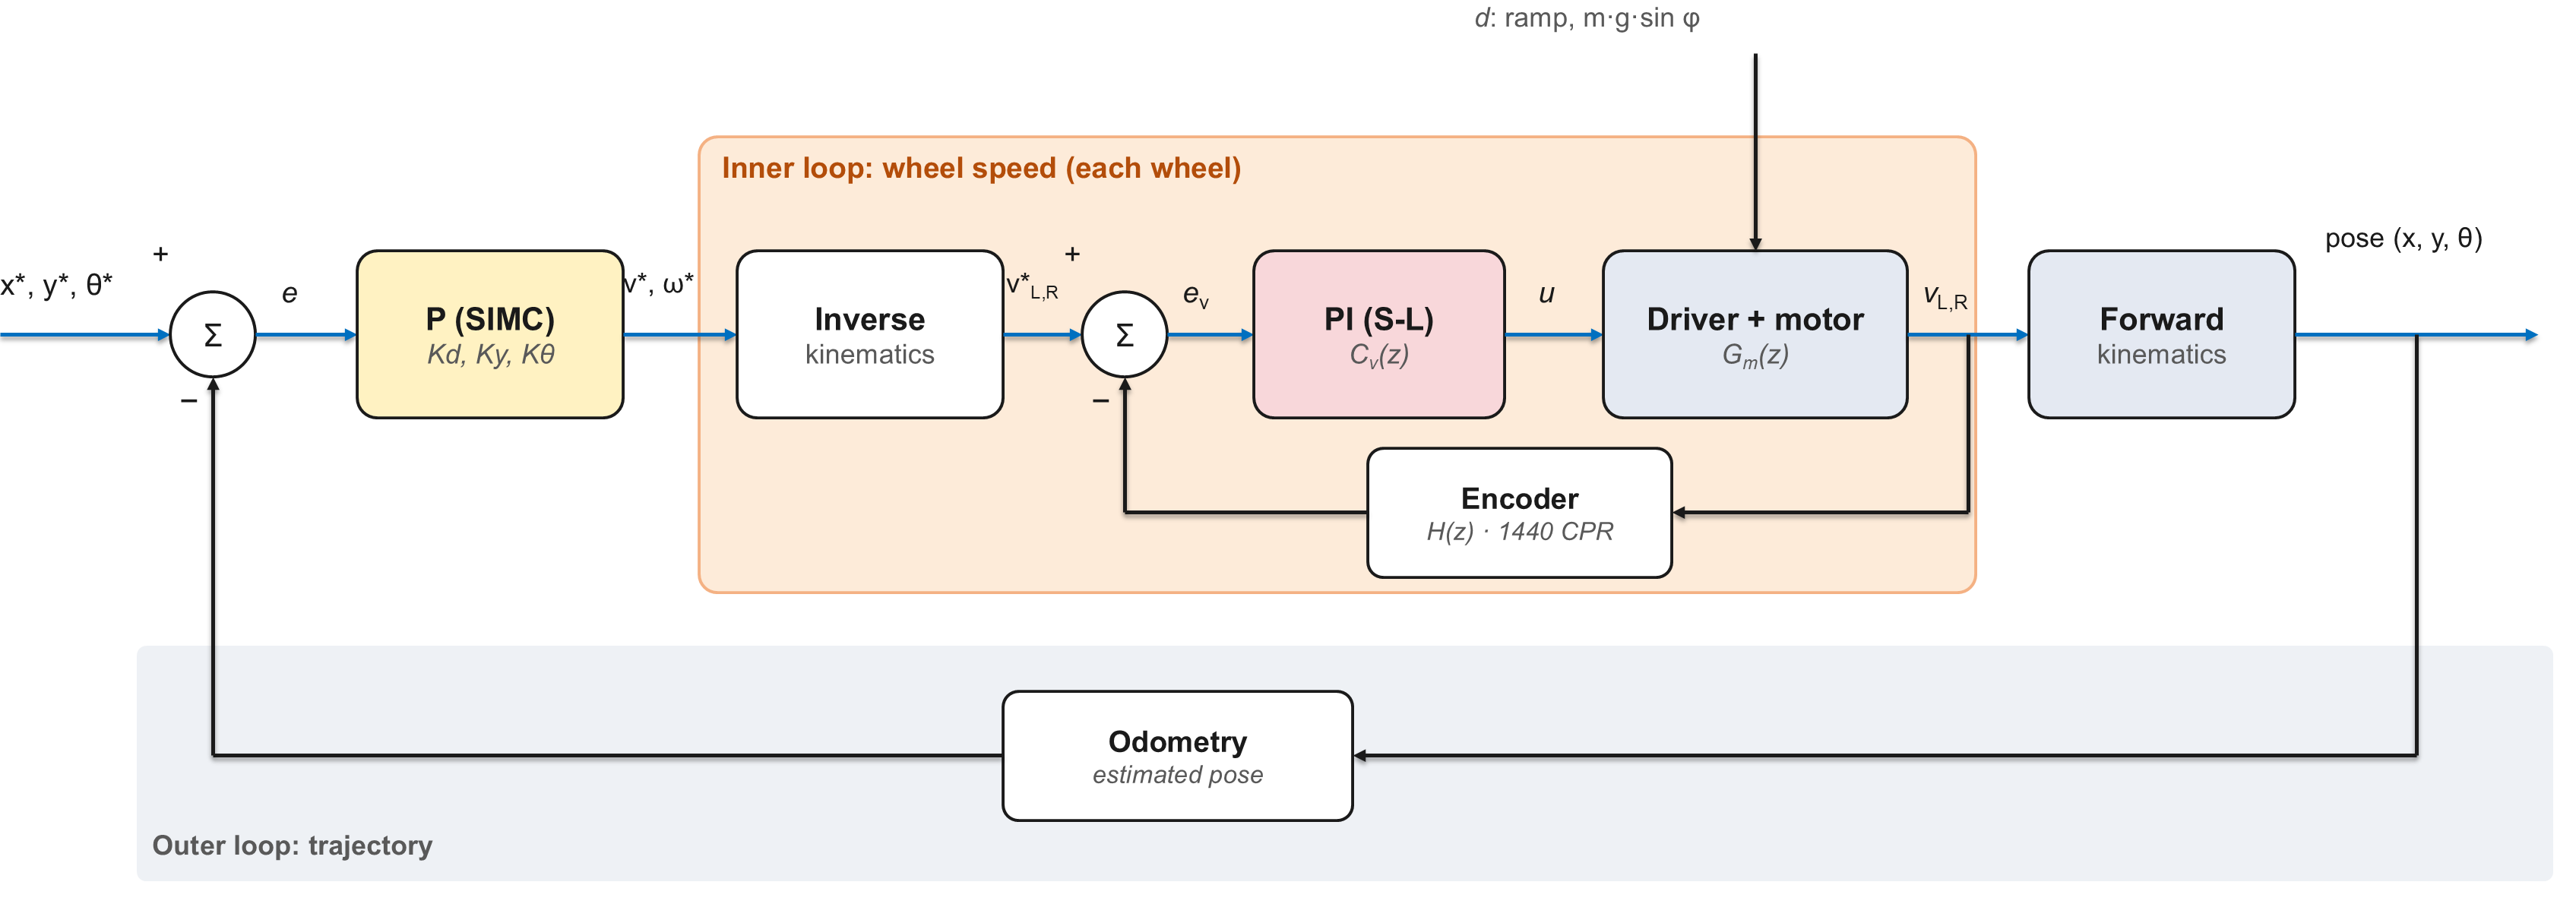 d: ramp, m·g·sin φ
Inner loop: wheel speed (each wheel)
x*, y*, θ*
+
Σ
−
e
P (SIMC)
Kd, Ky, Kθ
v*, ω*
Inverse
kinematics
v*L,R
+
Σ
−
ev
PI (S-L)
Cv(z)
u
Driver + motor
Gm(z)
vL,R
Forward
kinematics
pose (x, y, θ)
Encoder
H(z) · 1440 CPR
Odometry
estimated pose
Outer loop: trajectory